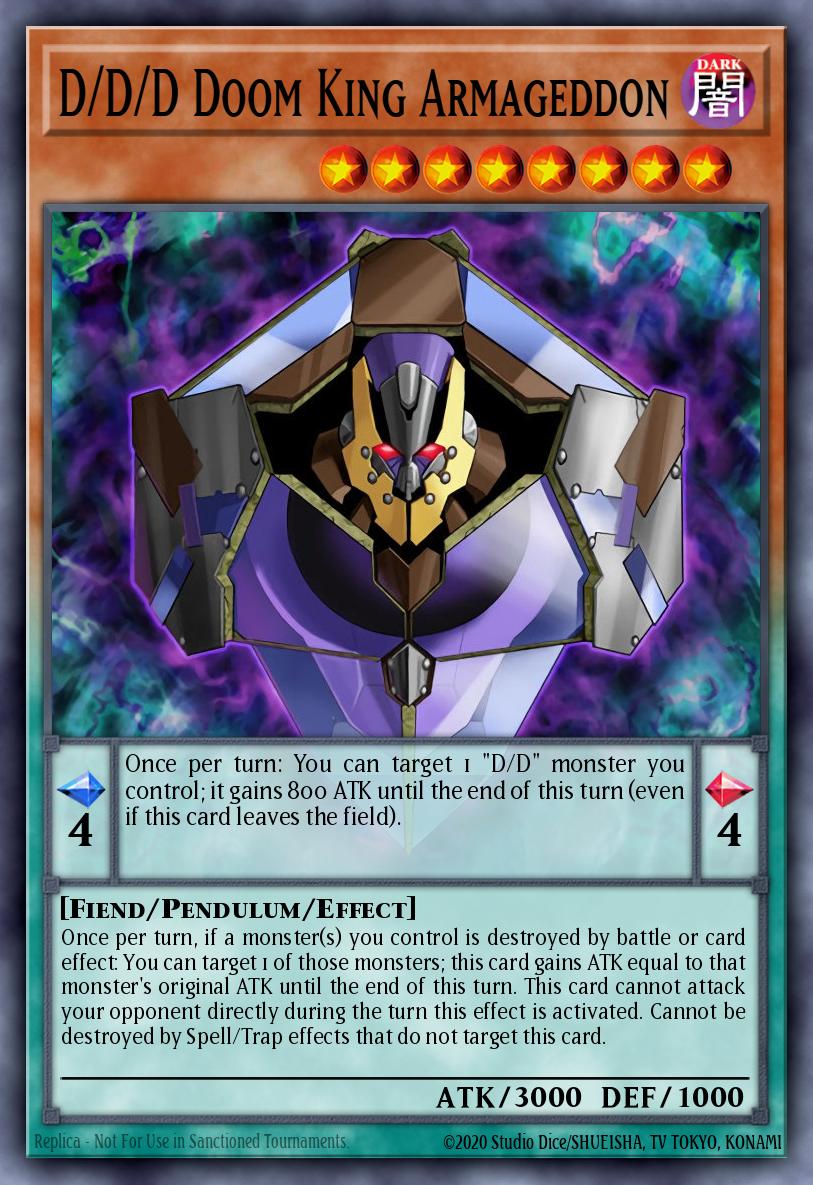 D/D/D Doom King Armageddon
DARK
闇
Once per turn: You can target 1 "D/D" monster you
control; it gains 800 ATK until the end of this turn (even
if this card leaves the field).
4
4
[Fiend/Pendulum/Effect]
Once per turn, if a monster(s) you control is destroyed by battle or card
effect: You can target 1 of those monsters; this card gains ATK equal to that
monster's original ATK until the end of this turn. This card cannot attack
your opponent directly during the turn this effect is activated. Cannot be
destroyed by Spell/Trap effects that do not target this card.
ATK/3000 DEF/1000
Replica - Not For Use in Sanctioned Tournaments.
©2020 Studio Dice/SHUEISHA, TV TOKYO, KONAMI